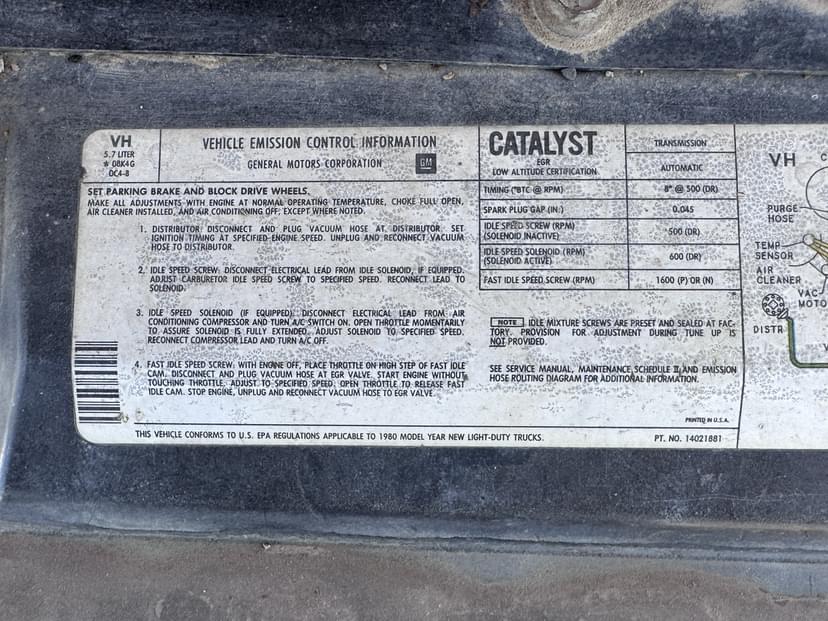 VH
5.7 LITER
* 08K4G
0C4-8
VEHICLE EMISSION CONTROL INFORMATION
GENERAL MOTORS CORPORATION
GM
CATALYST
EGR
LOW ALTITUDE CERTIFICATION
TRANSMISSION
AUTOMATIC
TIMING (°BTC @ RPM) 8° @ 500 (DR)
SPARK PLUG GAP (IN.) 0.045
IDLE SPEED SCREW (RPM)
(SOLENOID INACTIVE) 500 (DR)
IDLE SPEED SOLENOID (RPM)
(SOLENOID ACTIVE) 600 (DR)
FAST IDLE SPEED SCREW (RPM) 1600 (P) OR (N)
SET PARKING BRAKE AND BLOCK DRIVE WHEELS.
MAKE ALL ADJUSTMENTS WITH ENGINE AT NORMAL OPERATING TEMPERATURE, CHOKE FULL OPEN,
AIR CLEANER INSTALLED, AND AIR CONDITIONING OFF, EXCEPT WHERE NOTED.
1. DISTRIBUTOR: DISCONNECT AND PLUG VACUUM HOSE AT DISTRIBUTOR. SET
IGNITION TIMING AT SPECIFIED ENGINE SPEED. UNPLUG AND RECONNECT VACUUM
HOSE TO DISTRIBUTOR.
2. IDLE SPEED SCREW: DISCONNECT ELECTRICAL LEAD FROM IDLE SOLENOID, IF EQUIPPED.
ADJUST CARBURETOR IDLE SPEED SCREW TO SPECIFIED SPEED. RECONNECT LEAD TO
SOLENOID.
3. IDLE SPEED SOLENOID (IF EQUIPPED): DISCONNECT ELECTRICAL LEAD FROM AIR
CONDITIONING COMPRESSOR AND TURN A/C SWITCH ON. OPEN THROTTLE MOMENTARILY
TO ASSURE SOLENOID IS FULLY EXTENDED. ADJUST SOLENOID TO SPECIFIED SPEED.
RECONNECT COMPRESSOR LEAD AND TURN A/C OFF.
4. FAST IDLE SPEED SCREW: WITH ENGINE OFF, PLACE THROTTLE ON HIGH STEP OF FAST IDLE
CAM. DISCONNECT AND PLUG VACUUM HOSE AT EGR VALVE. START ENGINE WITHOUT
TOUCHING THROTTLE. ADJUST TO SPECIFIED SPEED. OPEN THROTTLE TO RELEASE FAST
IDLE CAM. STOP ENGINE, UNPLUG AND RECONNECT VACUUM HOSE TO EGR VALVE.
NOTE IDLE MIXTURE SCREWS ARE PRESET AND SEALED AT FAC-
TORY. PROVISION FOR ADJUSTMENT DURING TUNE UP IS
NOT PROVIDED.
SEE SERVICE MANUAL, MAINTENANCE SCHEDULE II, AND EMISSION
HOSE ROUTING DIAGRAM FOR ADDITIONAL INFORMATION.
PRINTED IN U.S.A.
THIS VEHICLE CONFORMS TO U.S. EPA REGULATIONS APPLICABLE TO 1980 MODEL YEAR NEW LIGHT-DUTY TRUCKS.
PT. NO. 14021881
VH
PURGE
HOSE
TEMP
SENSOR
AIR
CLEANER
VAC
MOTO
DISTR